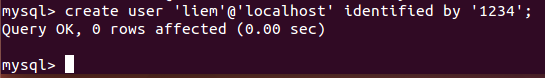 mysql> create user 'liem'@'localhost' identified by '1234';
Query OK, 0 rows affected (0.00 sec)
mysql>